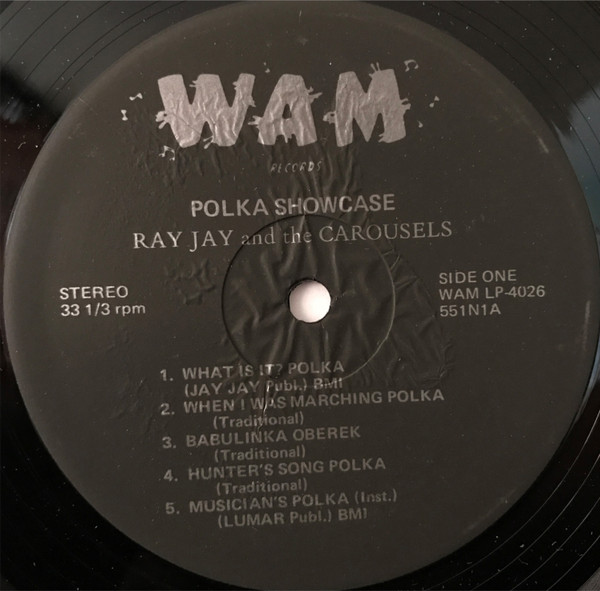 WAM
RECORDS
POLKA SHOWCASE
RAY JAY and the CAROUSELS
STEREO
33 1/3 rpm
SIDE ONE
WAM LP-4026
551N1A
1. WHAT IS IT? POLKA
(JAY JAY Publ.) BMI
2. WHEN I WAS MARCHING POLKA
(Traditional)
3. BABULINKA OBEREK
(Traditional)
4. HUNTER'S SONG POLKA
(Traditional)
5. MUSICIAN'S POLKA (Inst.)
(LUMAR Publ.) BMI